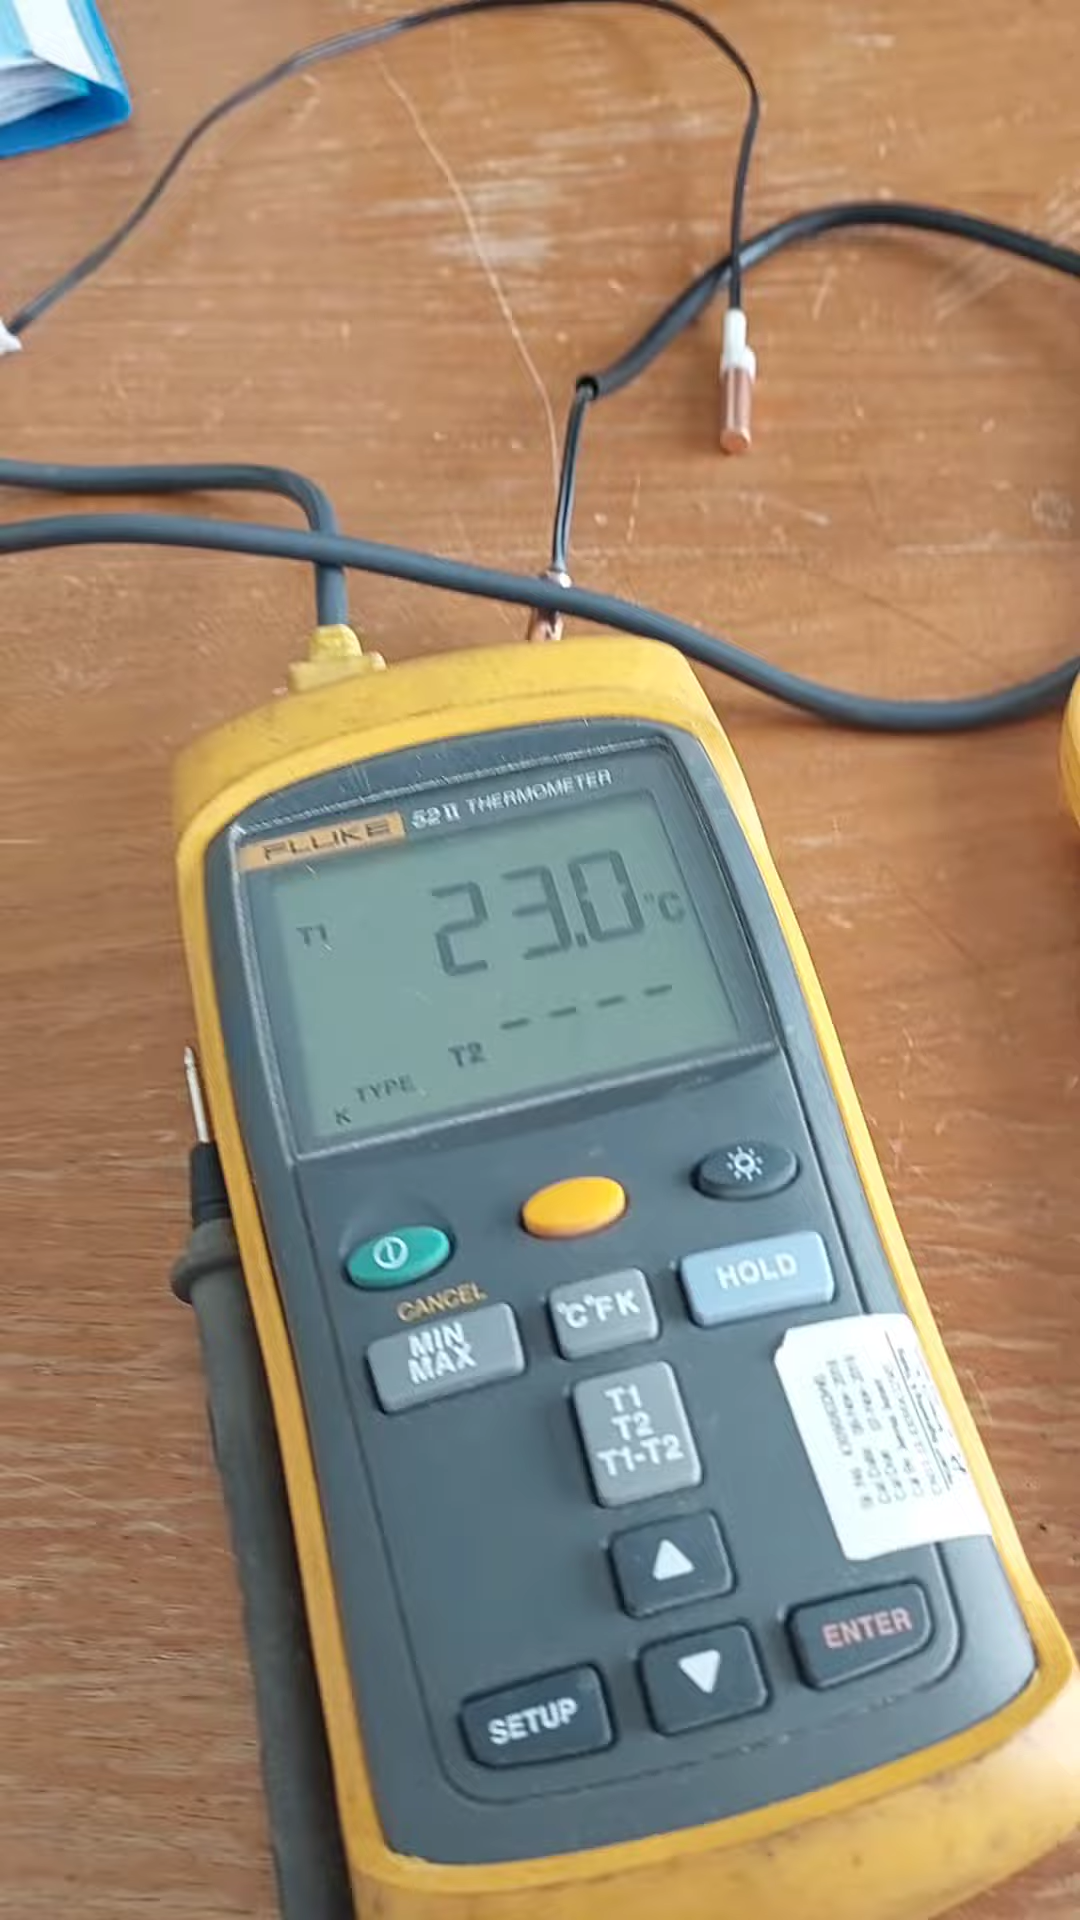 FLUKE 52 II THERMOMETER
T1 23.0 °C
T2 ----
TYPE
K
CANCEL
MIN
MAX
°C °F K
HOLD
T1
T2
T1-T2
ENTER
SETUP